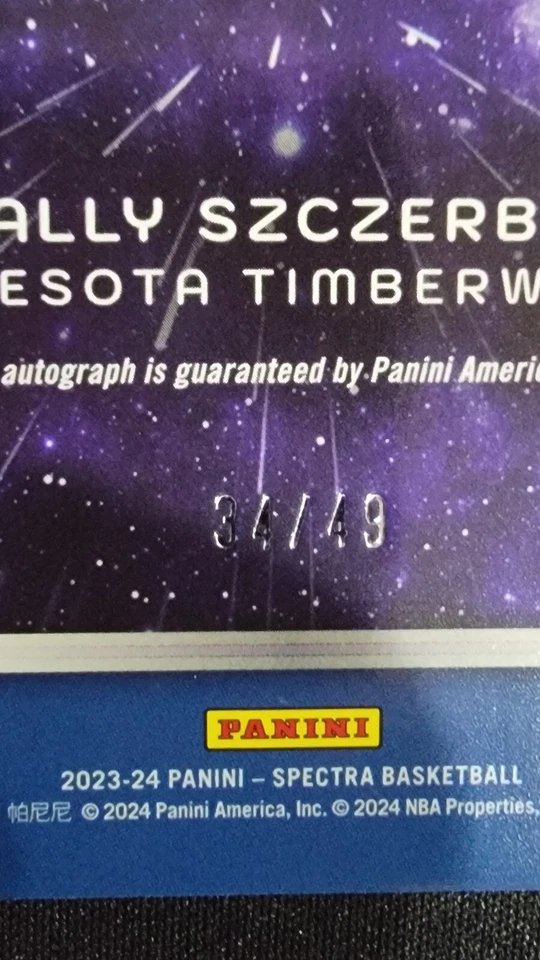 ALLY SZCZERB
ESOTA TIMBERW
autograph is guaranteed by Panini Americ
34/49
PANINI
2023-24 PANINI – SPECTRA BASKETBALL
帕尼尼 © 2024 Panini America, Inc. © 2024 NBA Properties,